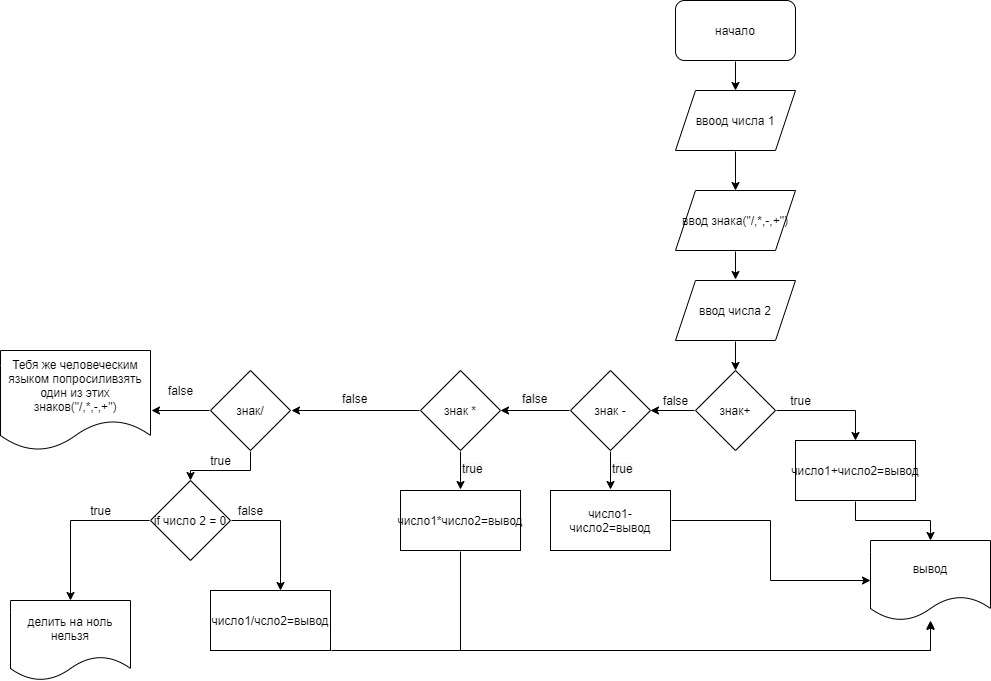 начало
ввоод числа 1
ввод знака("/,*,-,+")
ввод числа 2
Тебя же человеческим
языком попросиливзять
один из этих
знаков("/,*,-,+")
false
знак/
false
знак *
false
знак -
false
знак+
true
число1+число2=вывод
true
true
true
true
if число 2 = 0
false
число1*число2=вывод
число1-
число2=вывод
вывод
делить на ноль
нельзя
число1/чсло2=вывод